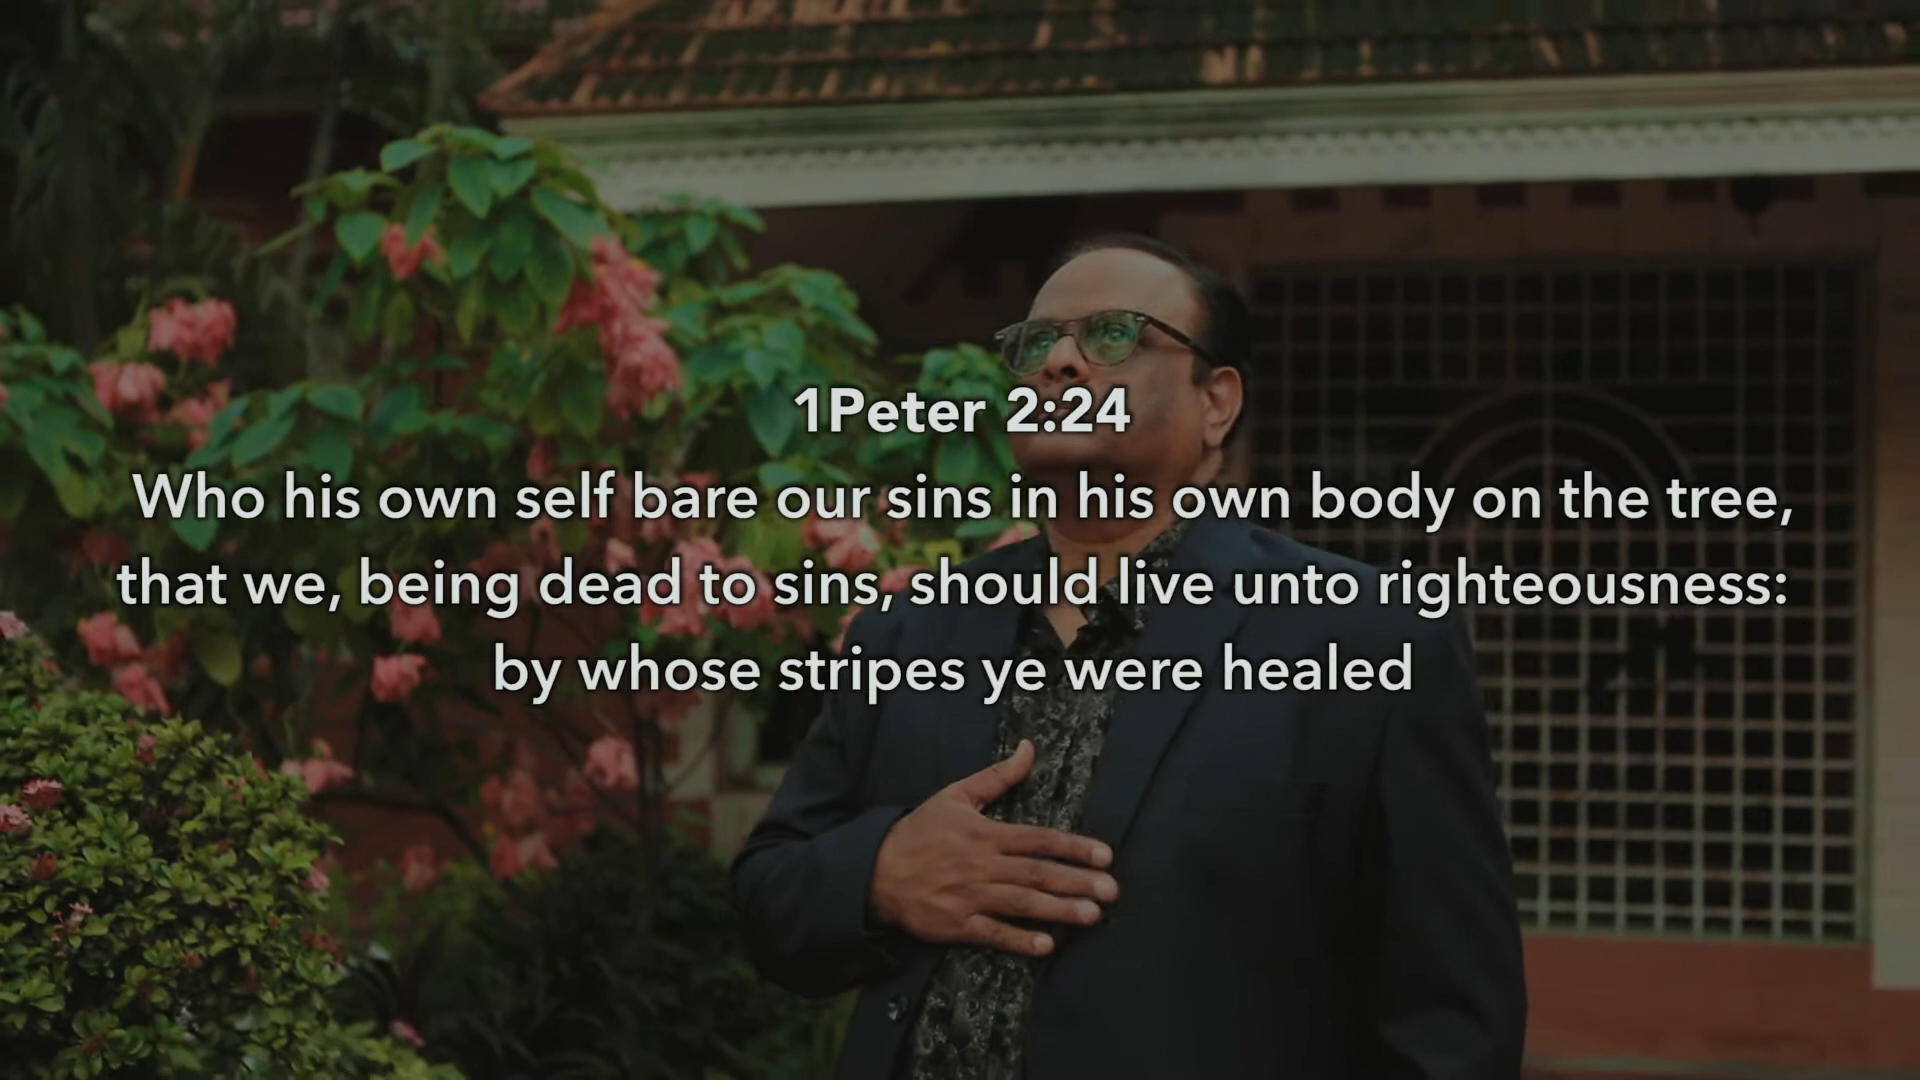 1Peter 2:24
Who his own self bare our sins in his own body on the tree,
that we, being dead to sins, should live unto righteousness:
by whose stripes ye were healed